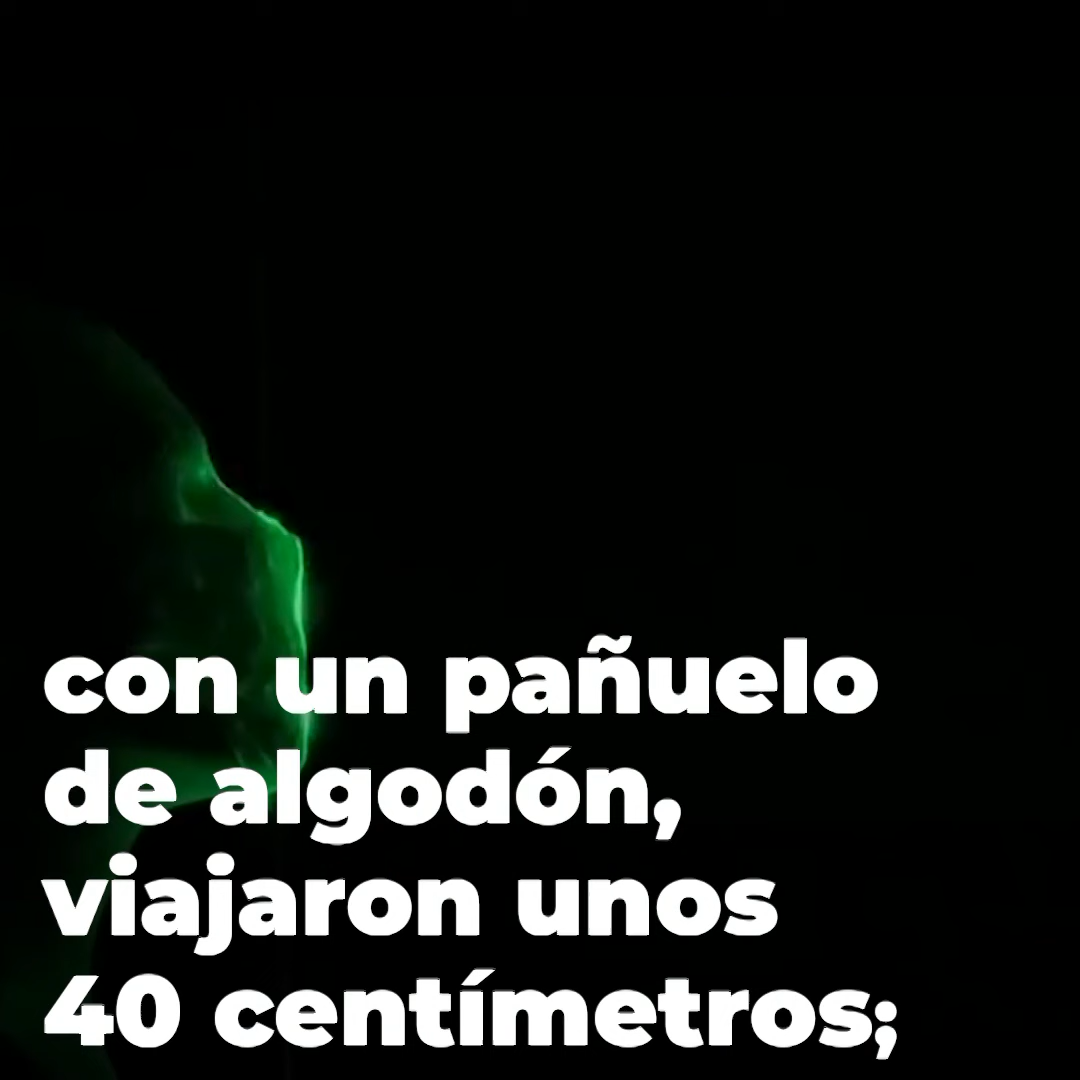 con un pañuelo
de algodón,
viajaron unos
40 centímetros;